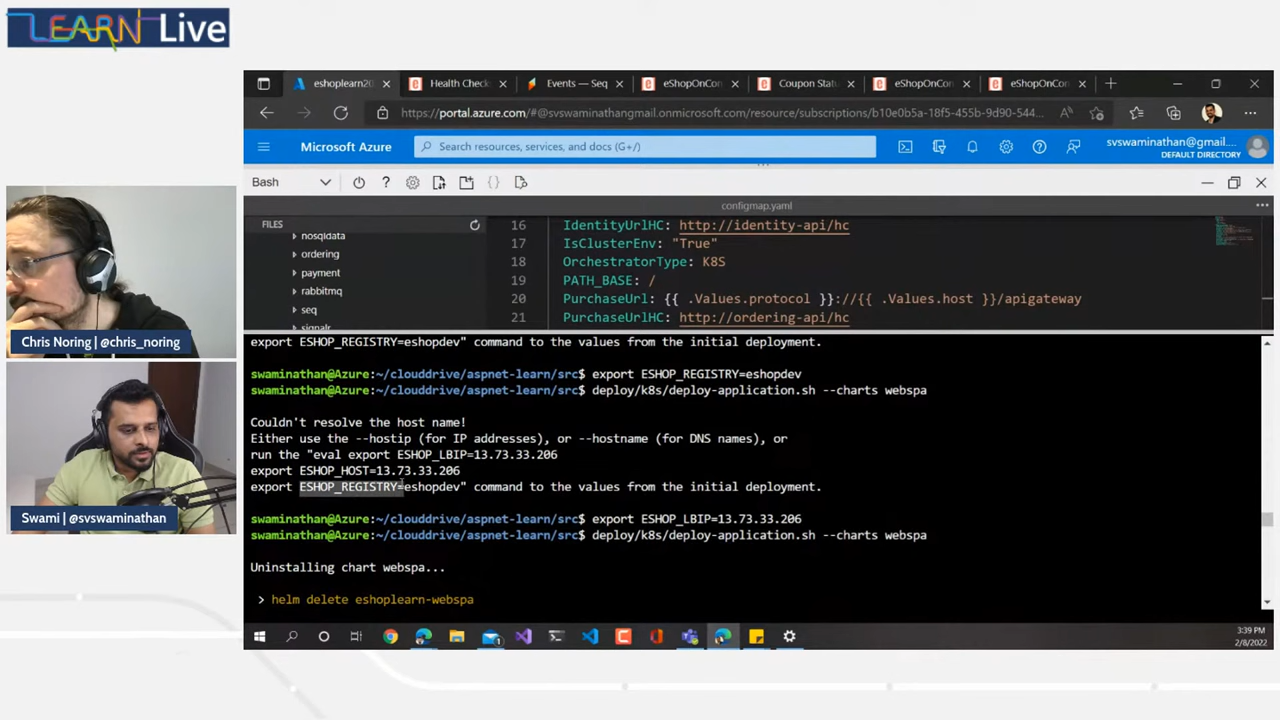 LEARN Live
eshoplearn20
Health Check
Events — Seq
eShopOnCon
Coupon Statu
eShopOnCon
eShopOnCon
https://portal.azure.com/#@svswaminathangmail.onmicrosoft.com/resource/subscriptions/b10e0b5a-18f5-455b-9d90-544...
Microsoft Azure
Search resources, services, and docs (G+/)
svswaminathan@gmail....
DEFAULT DIRECTORY
Bash
configmap.yaml
FILES
nosqldata
ordering
payment
rabbitmq
seq
signalr
16 IdentityUrlHC: http://identity-api/hc
17 IsClusterEnv: "True"
18 OrchestratorType: K8S
19 PATH_BASE: /
20 PurchaseUrl: {{ .Values.protocol }}://{{ .Values.host }}/apigateway
21 PurchaseUrlHC: http://ordering-api/hc
export ESHOP_REGISTRY=eshopdev" command to the values from the initial deployment.
swaminathan@Azure:~/clouddrive/aspnet-learn/src$ export ESHOP_REGISTRY=eshopdev
swaminathan@Azure:~/clouddrive/aspnet-learn/src$ deploy/k8s/deploy-application.sh --charts webspa
Couldn't resolve the host name!
Either use the --hostip (for IP addresses), or --hostname (for DNS names), or
run the "eval export ESHOP_LBIP=13.73.33.206
export ESHOP_HOST=13.73.33.206
export ESHOP_REGISTRY=eshopdev" command to the values from the initial deployment.
swaminathan@Azure:~/clouddrive/aspnet-learn/src$ export ESHOP_LBIP=13.73.33.206
swaminathan@Azure:~/clouddrive/aspnet-learn/src$ deploy/k8s/deploy-application.sh --charts webspa
Uninstalling chart webspa...
> helm delete eshoplearn-webspa
Chris Noring | @chris_noring
Swami | @svswaminathan
3:39 PM
2/8/2022